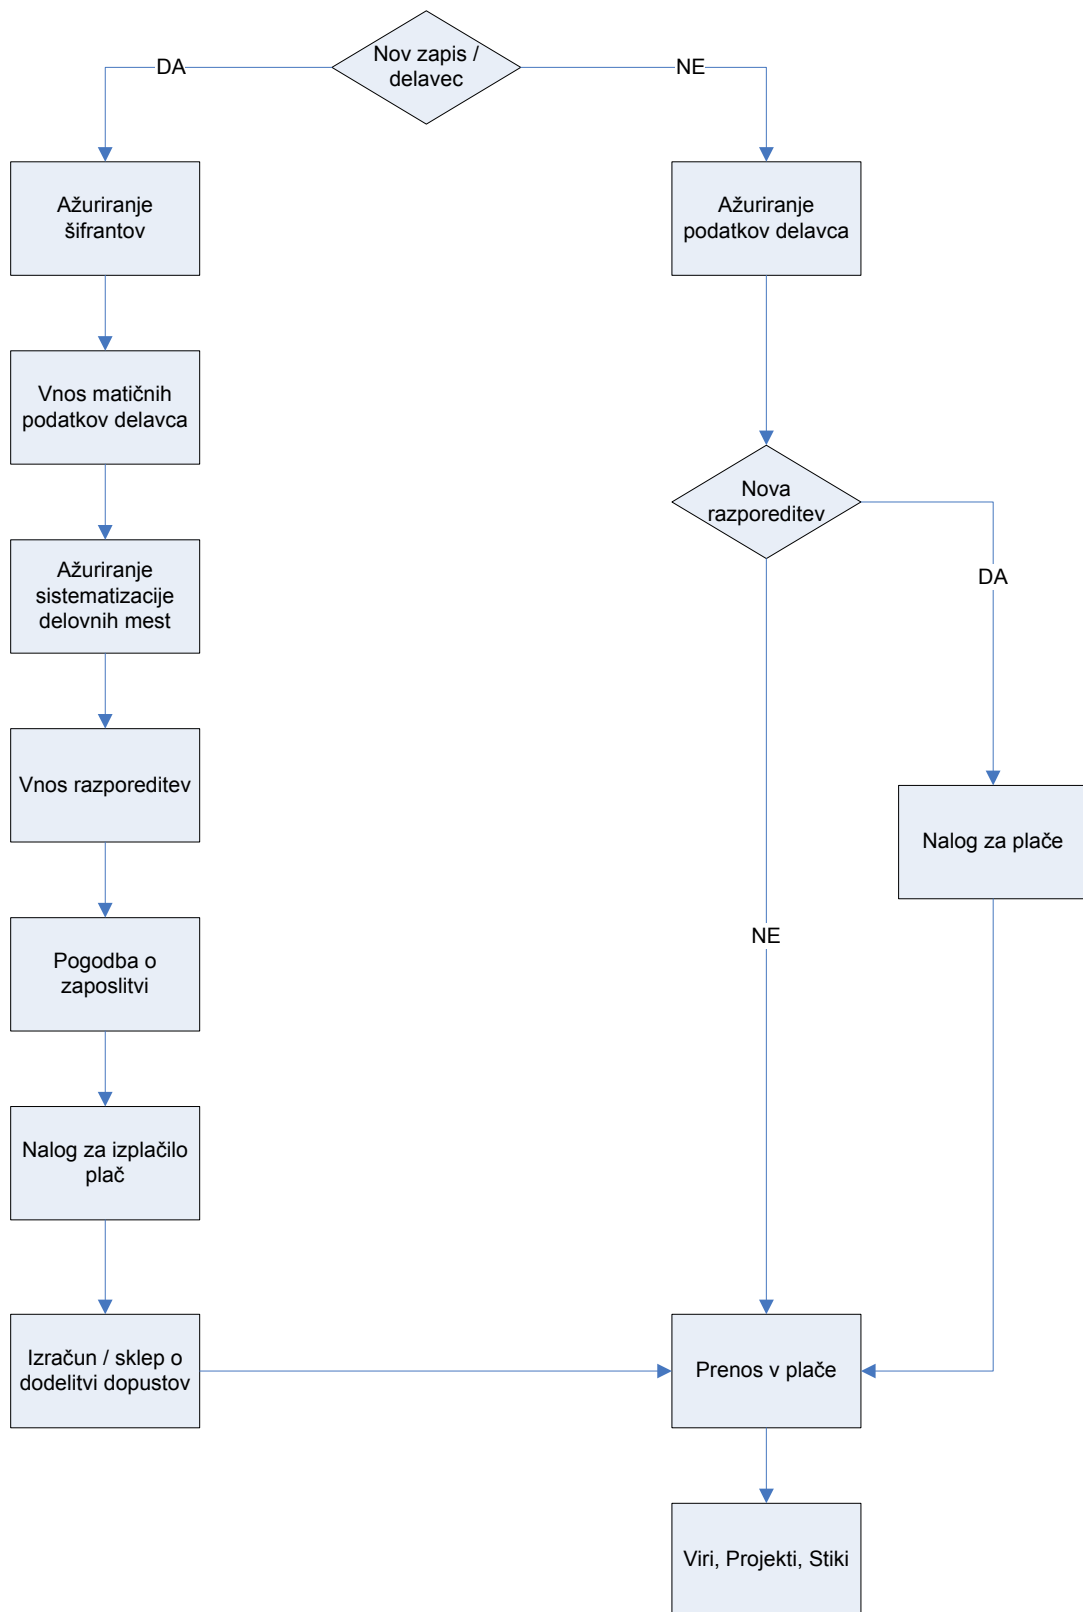 Nov zapis /
delavec
DA
NE
Ažuriranje
šifrantov
Ažuriranje
podatkov delavca
Vnos matičnih
podatkov delavca
Nova
razporeditev
DA
Ažuriranje
sistematizacije
delovnih mest
Vnos razporeditev
Nalog za plače
NE
Pogodba o
zaposlitvi
Nalog za izplačilo
plač
Izračun / sklep o
dodelitvi dopustov
Prenos v plače
Viri, Projekti, Stiki